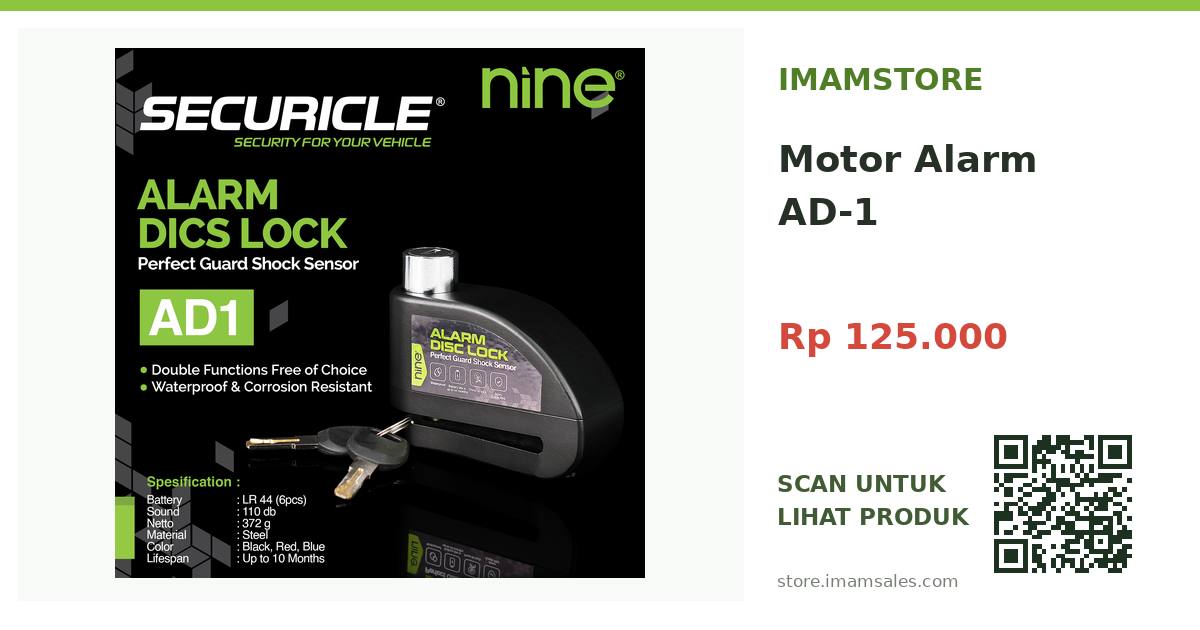 nine®
SECURICLE®
SECURITY FOR YOUR VEHICLE
ALARM
DICS LOCK
Perfect Guard Shock Sensor
AD1
Double Functions Free of Choice
Waterproof & Corrosion Resistant
ALARM
DISC LOCK
Perfect Guard Shock Sensor
nine
Spesification :
Battery : LR 44 (6pcs)
Sound : 110 db
Netto : 372 g
Material : Steel
Color : Black, Red, Blue
Lifespan : Up to 10 Months
IMAMSTORE
Motor Alarm
AD-1
Rp 125.000
SCAN UNTUK
LIHAT PRODUK
store.imamsales.com